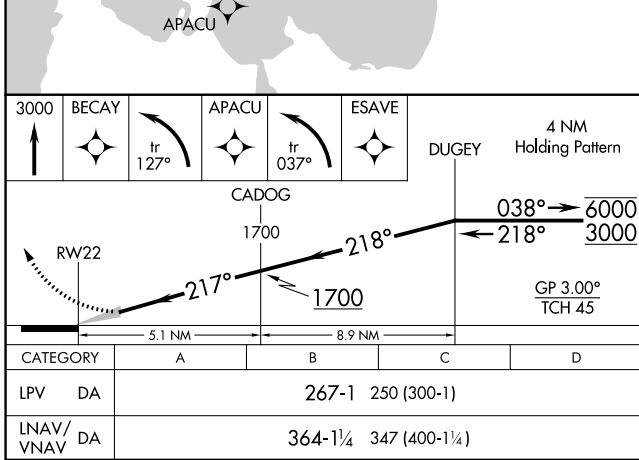 APACU
3000 BECAY tr 127° APACU tr 037° ESAVE
4 NM
Holding Pattern
DUGEY
CADOG
1700
038° 6000
218° 3000
218°
RW22
217°
1700
GP 3.00°
TCH 45
5.1 NM 8.9 NM
CATEGORY A B C D
LPV DA 267-1 250 (300-1)
LNAV/
VNAV DA 364-1¼ 347 (400-1¼)